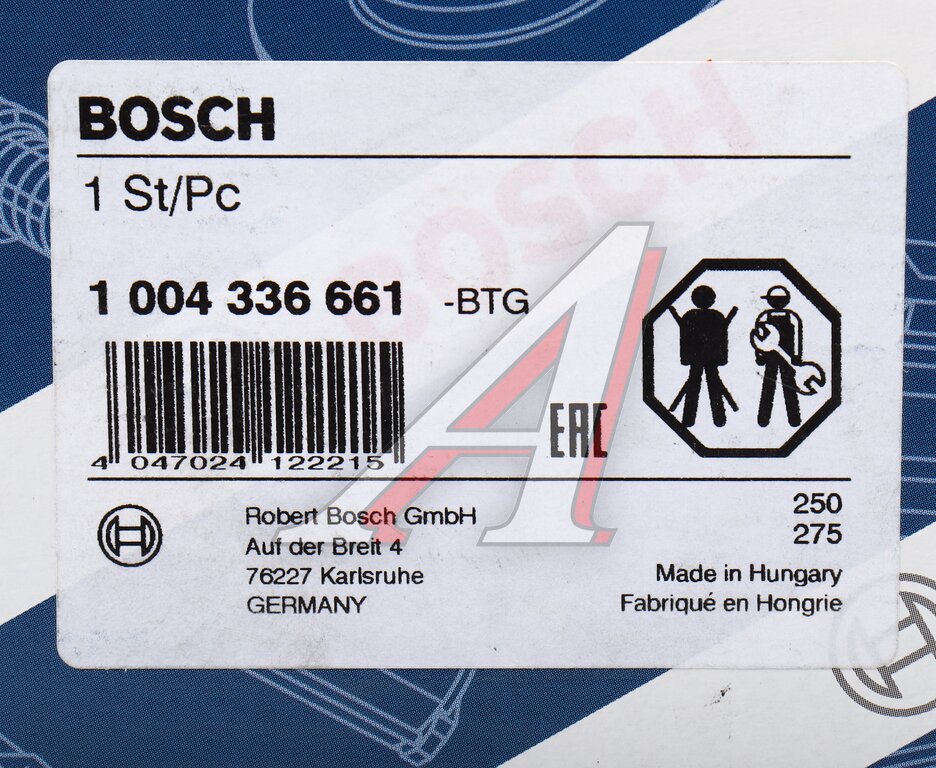 BOSCH
1 St/Pc
1 004 336 661 -BTG
4 047024 122215
EAC
Robert Bosch GmbH
Auf der Breit 4
76227 Karlsruhe
GERMANY
250
275
Made in Hungary
Fabriqué en Hongrie
BOSCH
A